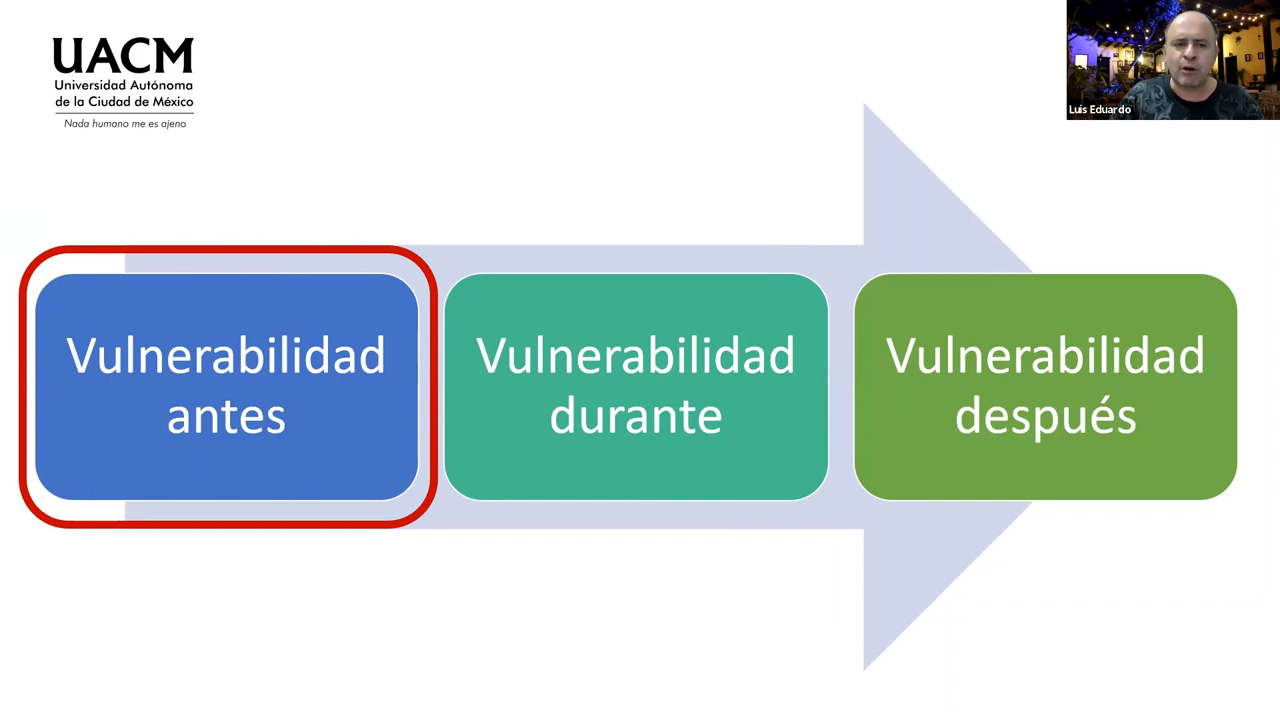 UACM
Universidad Autónoma
de la Ciudad de México
Nada humano me es ajeno
Luis Eduardo
Vulnerabilidad
antes
Vulnerabilidad
durante
Vulnerabilidad
después